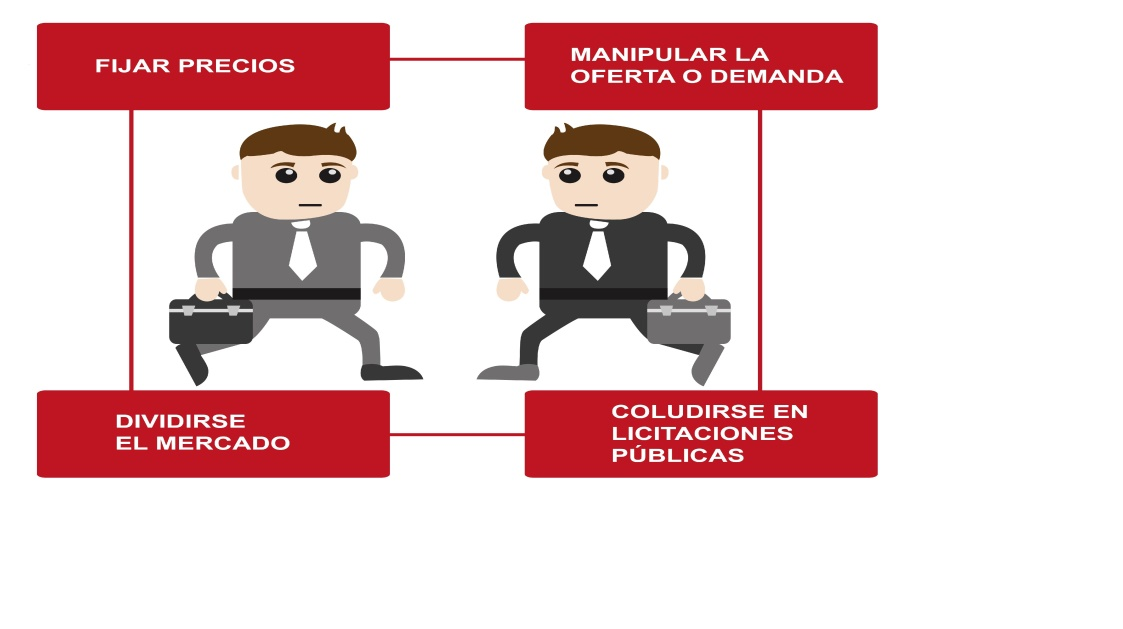 FIJAR PRECIOS
MANIPULAR LA
OFERTA O DEMANDA
DIVIDIRSE
EL MERCADO
COLUDIRSE EN
LICITACIONES
PÚBLICAS